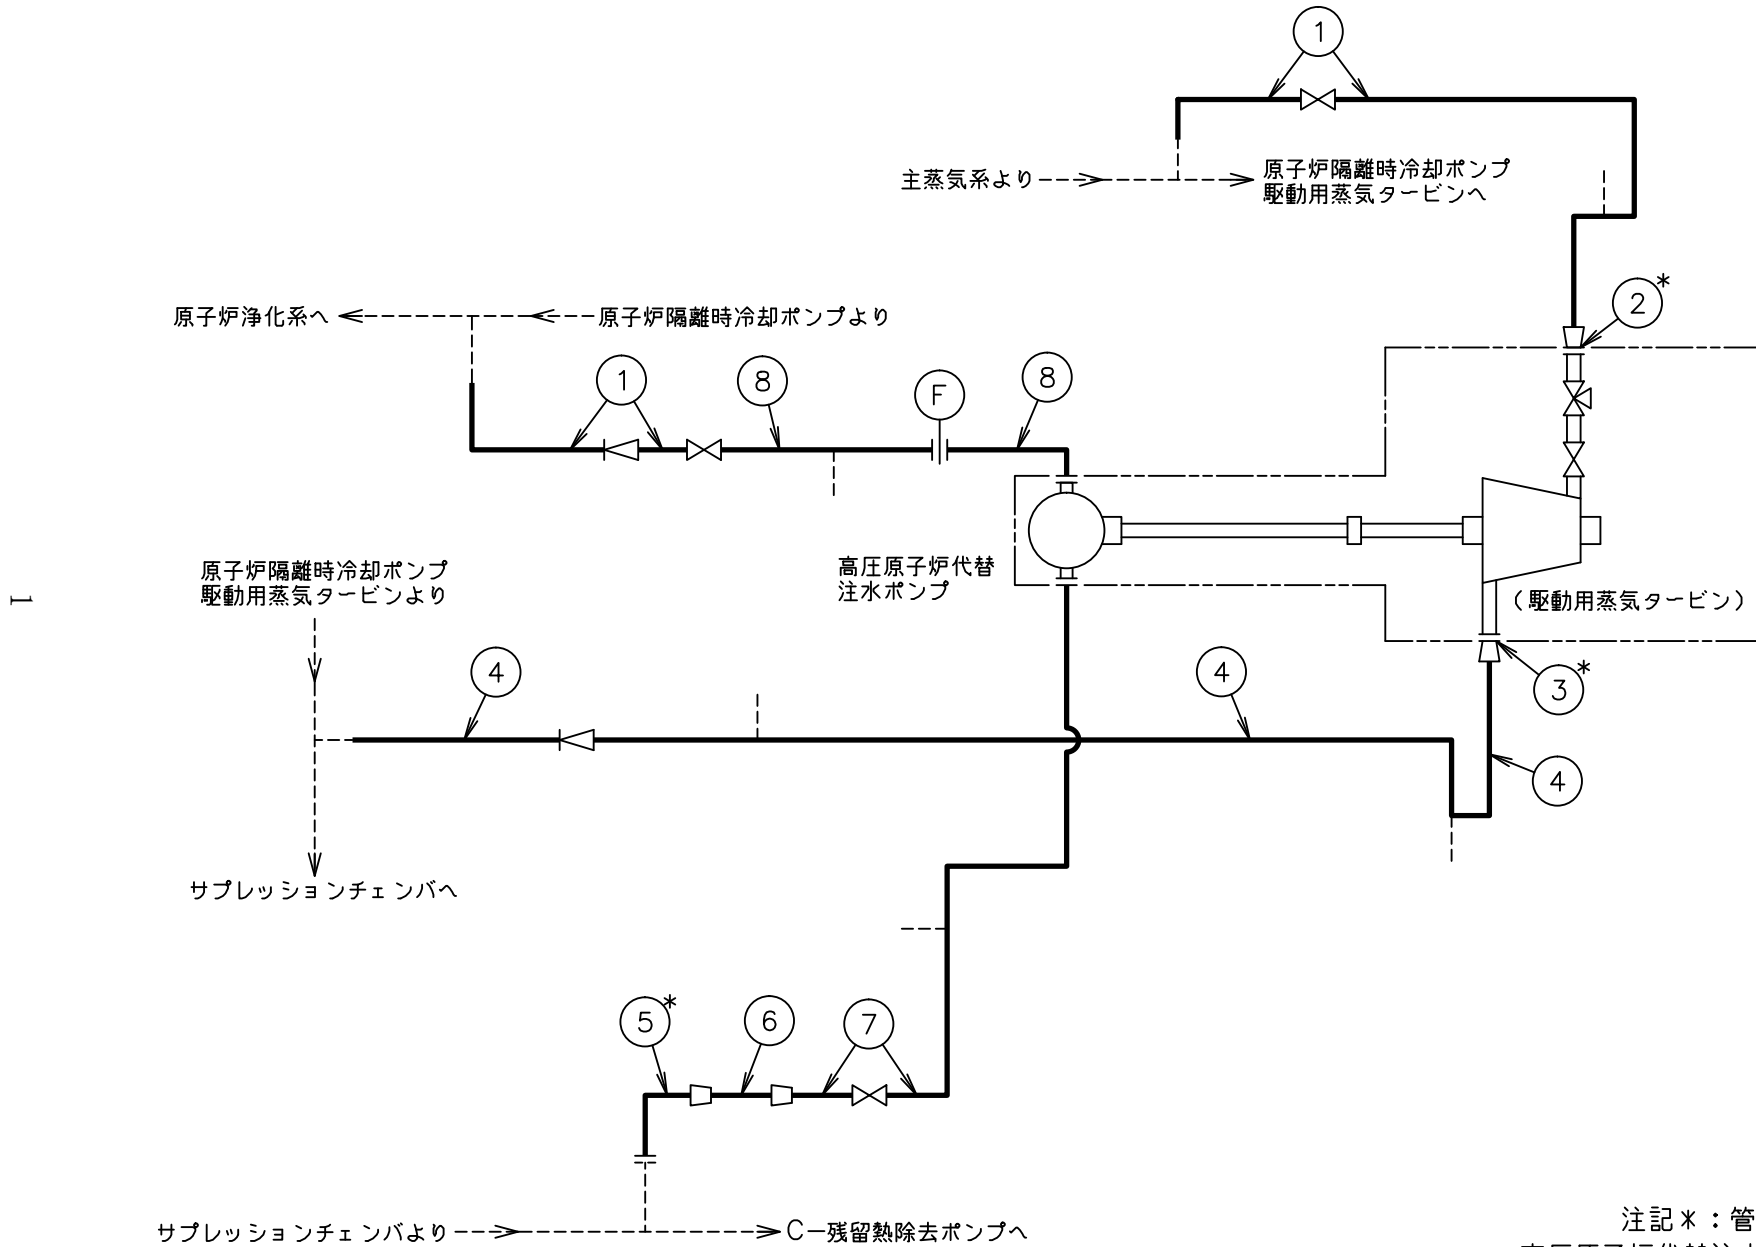 1
主蒸気系より
原子炉隔離時冷却ポンプ
駆動用蒸気タービンへ
2*
原子炉浄化系へ
原子炉隔離時冷却ポンプより
1
8
F
8
高圧原子炉代替
注水ポンプ
原子炉隔離時冷却ポンプ
駆動用蒸気タービンより
1
(駆動用蒸気タービン)
4
4
3*
4
サプレッションチェンバへ
5*
6
7
サプレッションチェンバより
C-残留熱除去ポンプへ
注記*:管